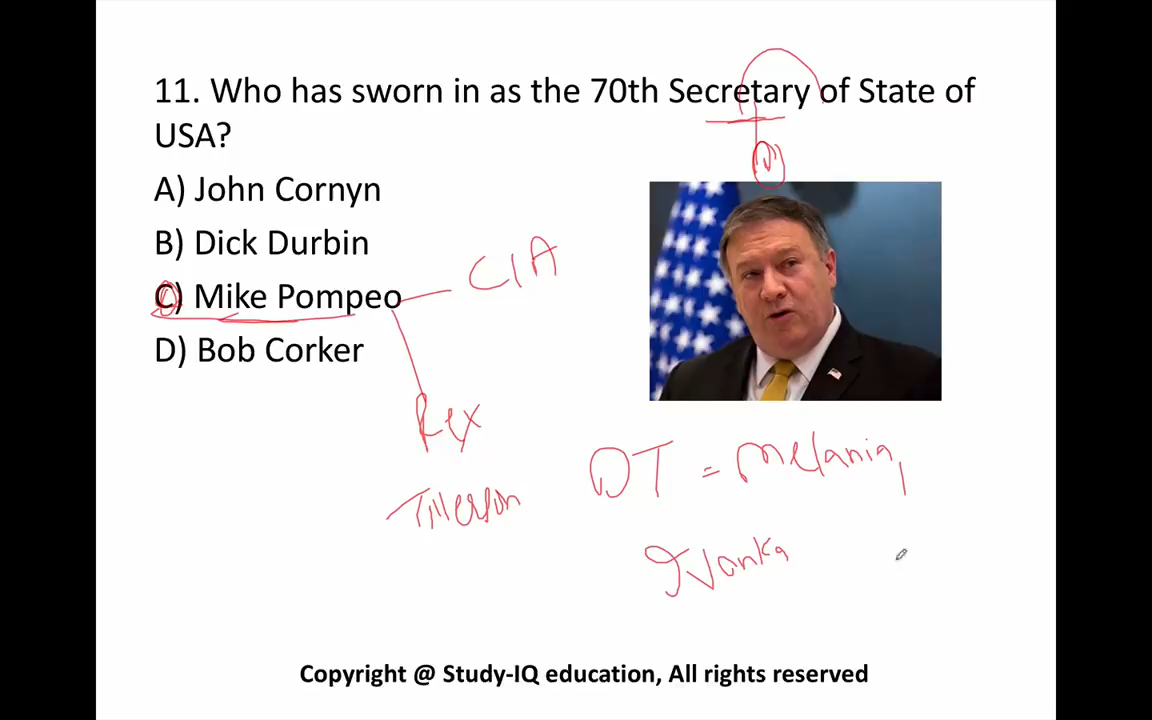 11. Who has sworn in as the 70th Secretary of State of
USA?
A) John Cornyn
B) Dick Durbin
C) Mike Pompeo
D) Bob Corker
CIA
Rex
Tillerson
DT = Melania,
Ivanka
Copyright @ Study-IQ education, All rights reserved